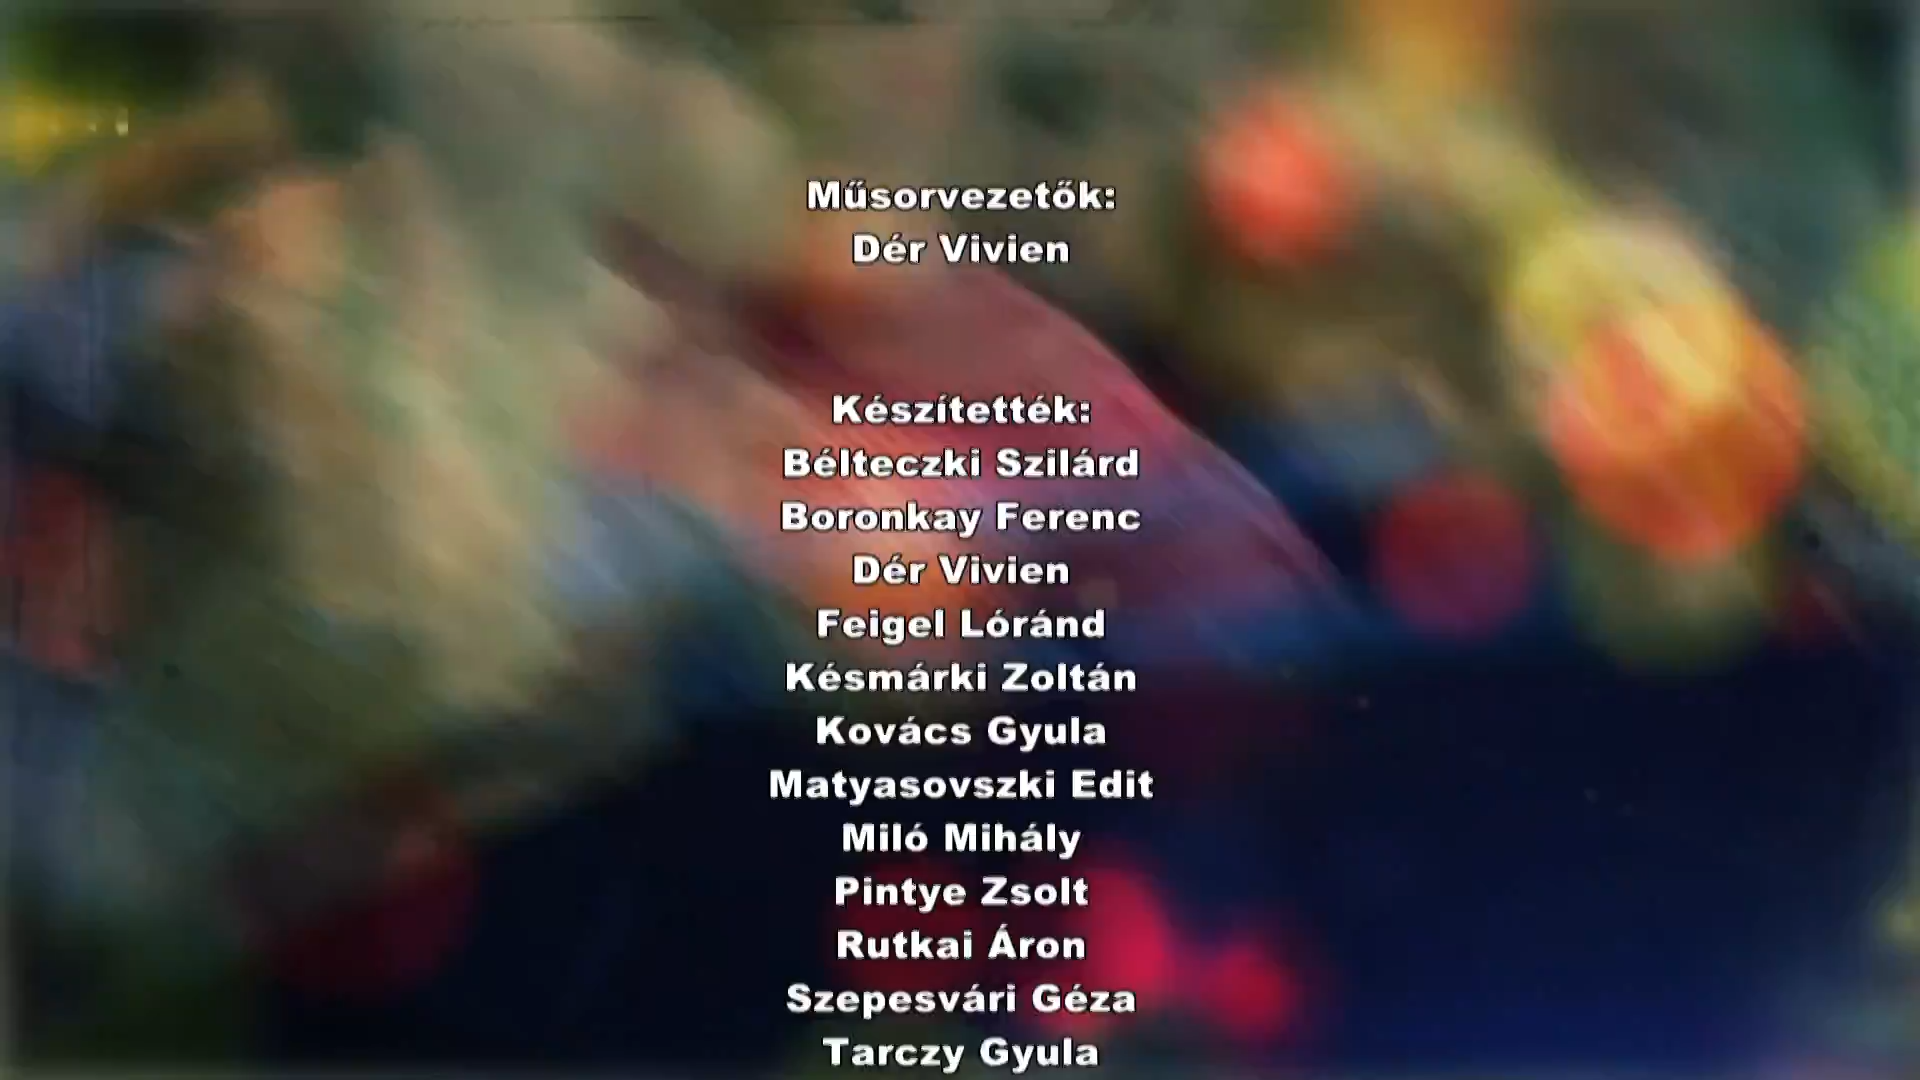 Műsorvezetők:
Dér Vivien
Készítették:
Bélteczki Szilárd
Boronkay Ferenc
Dér Vivien
Feigel Lóránd
Késmárki Zoltán
Kovács Gyula
Matyasovszki Edit
Miló Mihály
Pintye Zsolt
Rutkai Áron
Szepesvári Géza
Tarczy Gyula